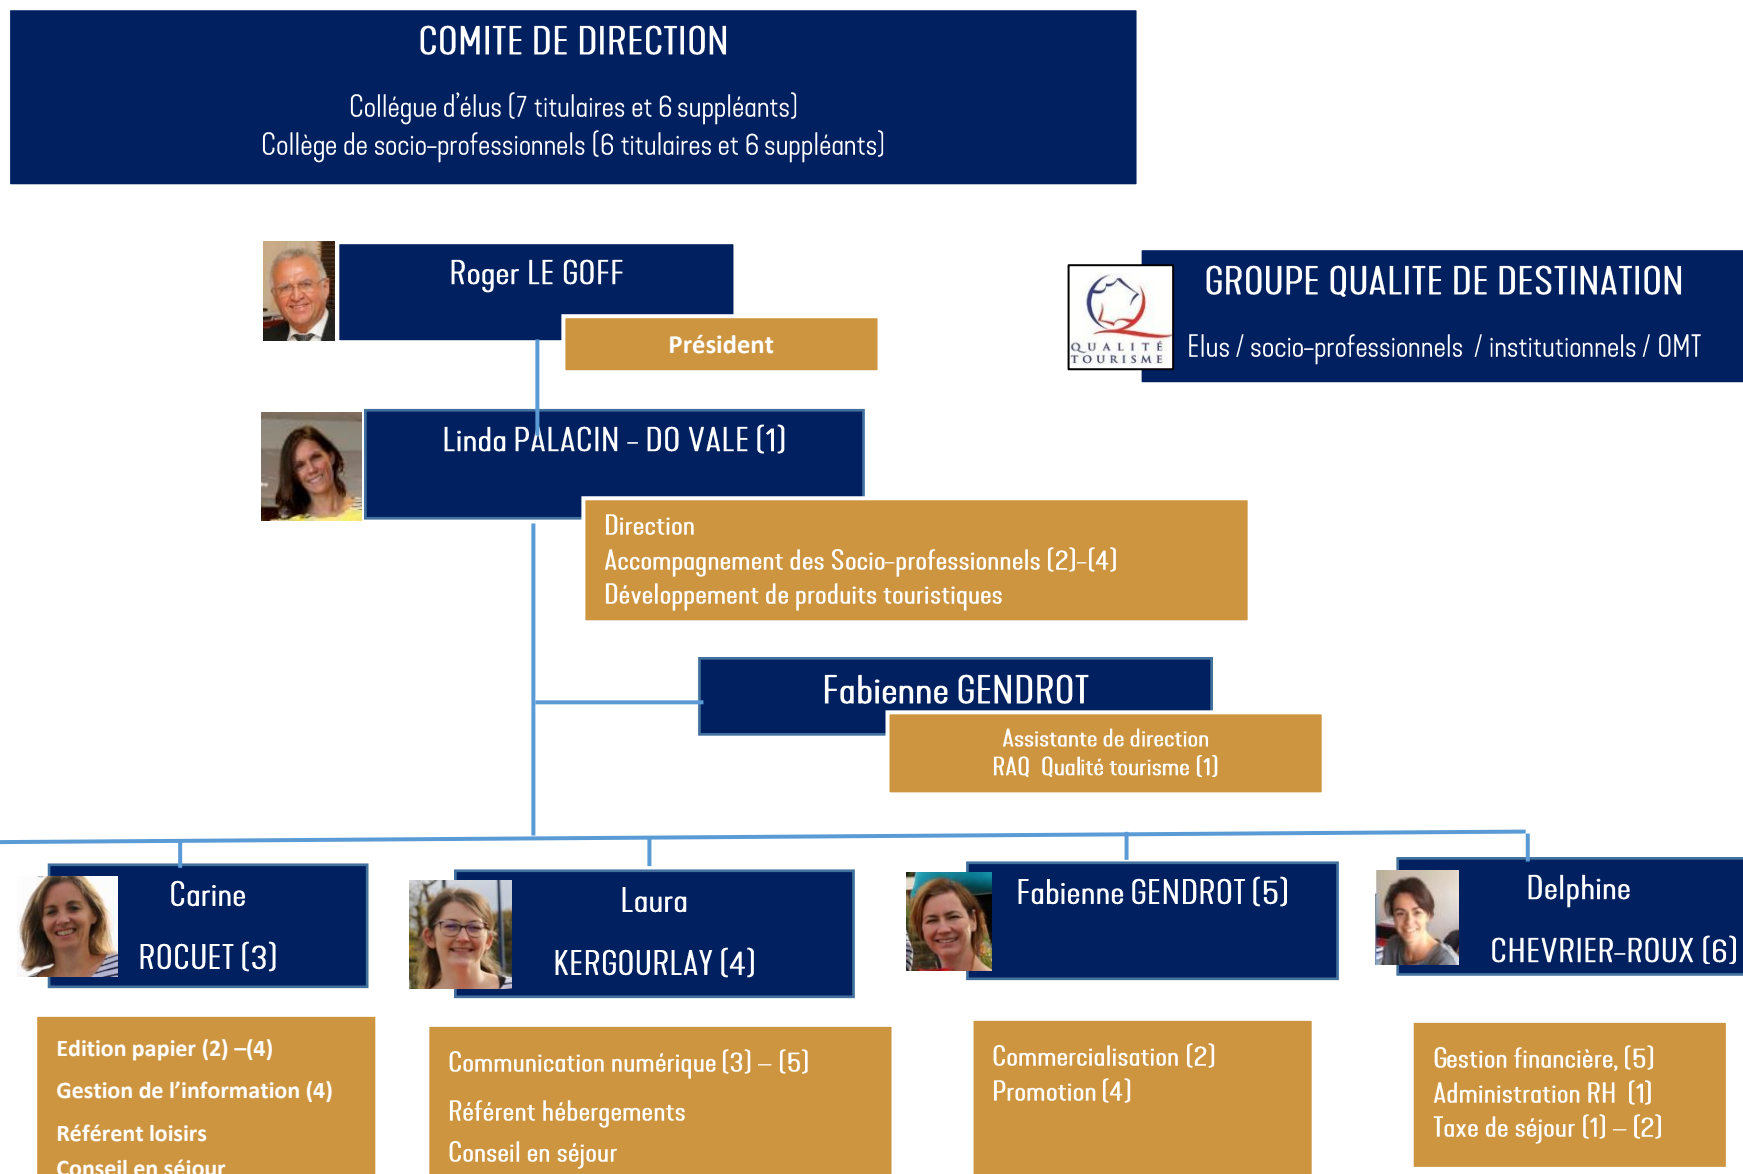 COMITE DE DIRECTION
Collégue d'élus (7 titulaires et 6 suppléants)
Collège de socio-professionnels (6 titulaires et 6 suppléants)
Roger LE GOFF
Président
QUALITÉ
TOURISME
GROUPE QUALITE DE DESTINATION
Elus / socio-professionnels / institutionnels / OMT
Linda PALACIN - DO VALE (1)
Direction
Accompagnement des Socio-professionnels (2)-(4)
Développement de produits touristiques
Fabienne GENDROT
Assistante de direction
RAQ Qualité tourisme (1)
Carine
ROCUET (3)
Edition papier (2) –(4)
Gestion de l'information (4)
Référent loisirs
Conseil en séjour
Laura
KERGOURLAY (4)
Communication numérique (3) – (5)
Référent hébergements
Conseil en séjour
Fabienne GENDROT (5)
Commercialisation (2)
Promotion (4)
Delphine
CHEVRIER-ROUX (6)
Gestion financière, (5)
Administration RH (1)
Taxe de séjour (1) – (2)